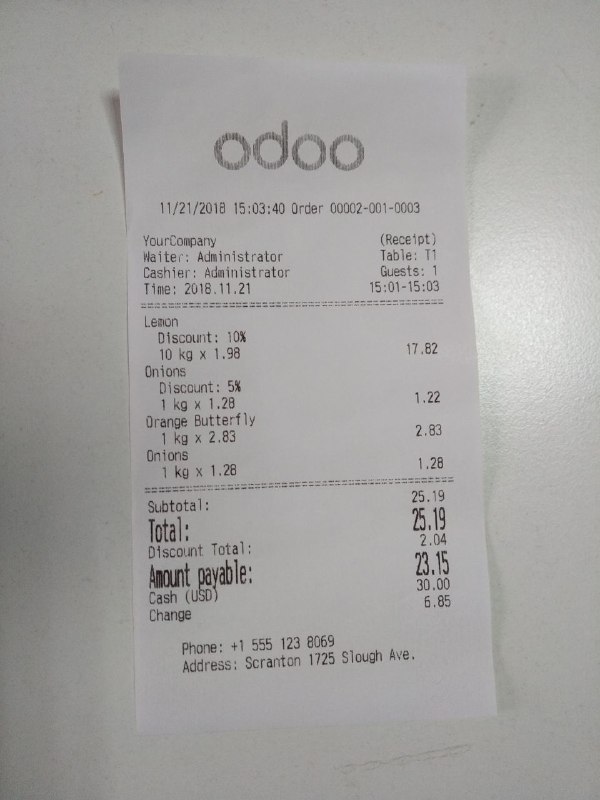 odoo
11/21/2018 15:03:40 Order 00002-001-0003
YourCompany (Receipt)
Waiter: Administrator Table: T1
Cashier: Administrator Guests: 1
Time: 2018.11.21 15:01-15:03
Lemon
Discount: 10%
10 kg x 1.98 17.82
Onions
Discount: 5%
1 kg x 1.28 1.22
Orange Butterfly
1 kg x 2.83 2.83
Onions
1 kg x 1.28 1.28
Subtotal: 25.19
Total: 25.19
Discount Total: 2.04
Amount payable: 23.15
Cash (USD) 30.00
Change 6.85
Phone: +1 555 123 8069
Address: Scranton 1725 Slough Ave.